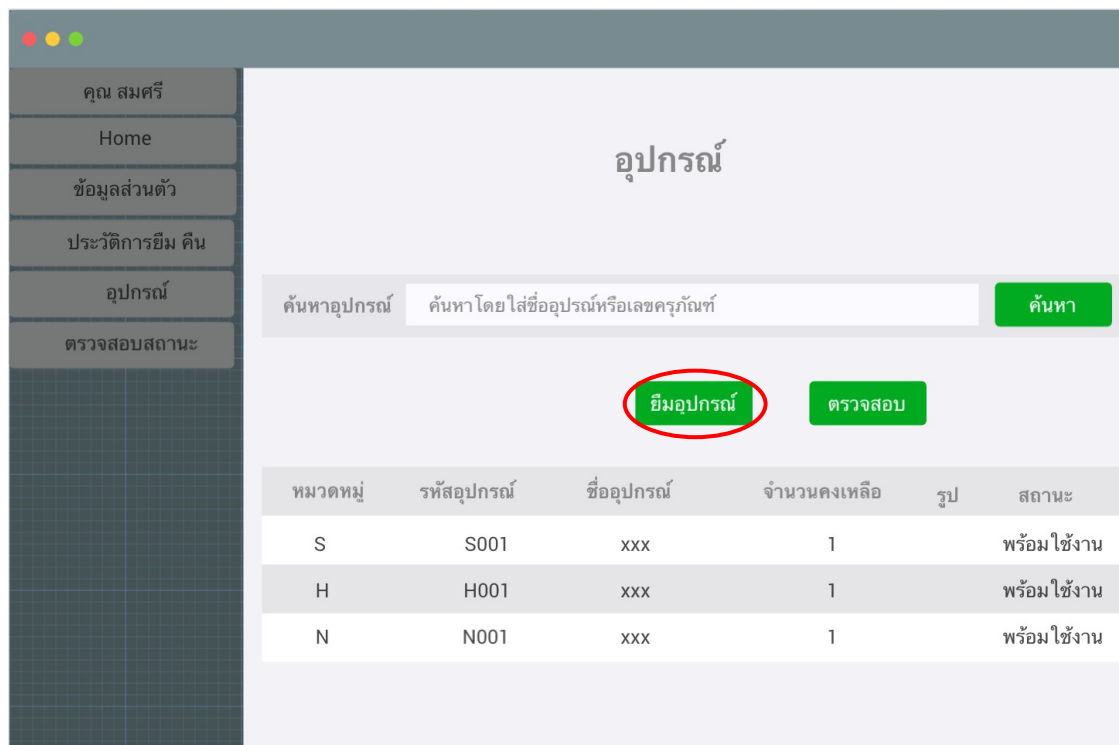 คุณ สมศรี
Home
ข้อมูลส่วนตัว
ประวัติการยืม คืน
อุปกรณ์
ตรวจสอบสถานะ
อุปกรณ์
ค้นหาอุปกรณ์ ค้นหาโดยใส่ชื่ออุปรณ์หรือเลขครุภัณฑ์ ค้นหา
ยืมอุปกรณ์ ตรวจสอบ
หมวดหมู่ รหัสอุปกรณ์ ชื่ออุปกรณ์ จำนวนคงเหลือ รูป สถานะ
S S001 xxx 1 พร้อมใช้งาน
H H001 xxx 1 พร้อมใช้งาน
N N001 xxx 1 พร้อมใช้งาน